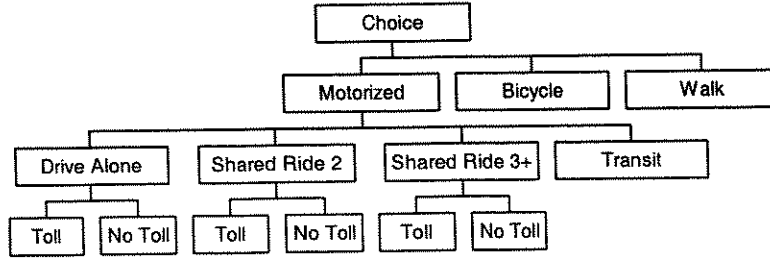 Choice
Motorized
Bicycle
Walk
Drive Alone
Shared Ride 2
Shared Ride 3+
Transit
Toll
No Toll
Toll
No Toll
Toll
No Toll